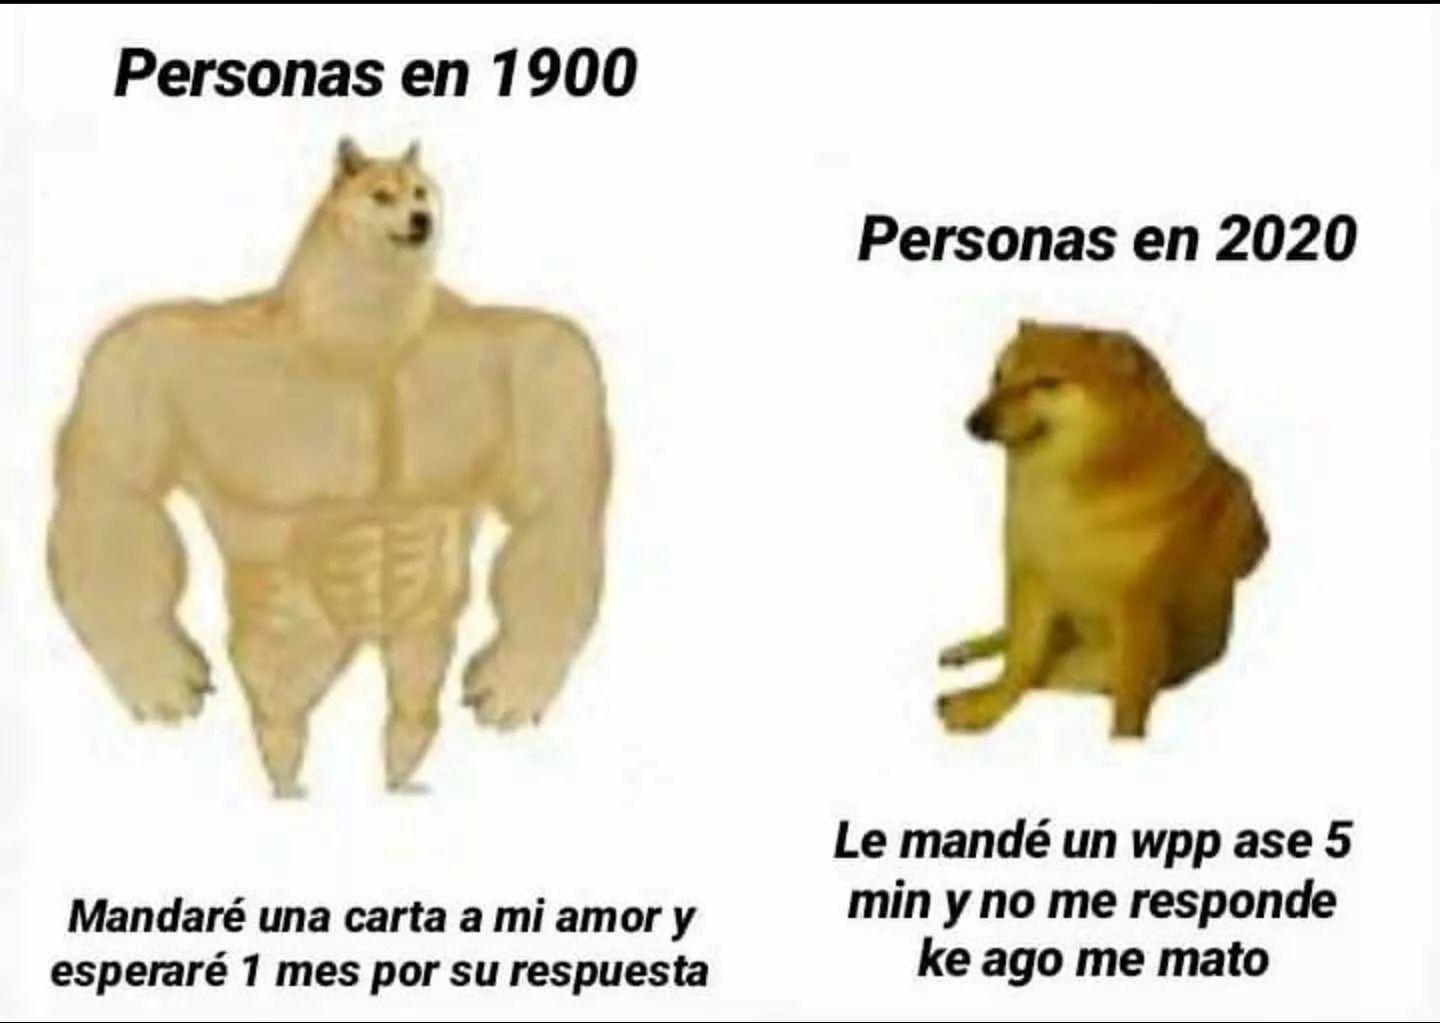 Personas en 1900
Mandaré una carta a mi amor y
esperaré 1 mes por su respuesta
Personas en 2020
Le mandé un wpp ase 5
min y no me responde
ke ago me mato